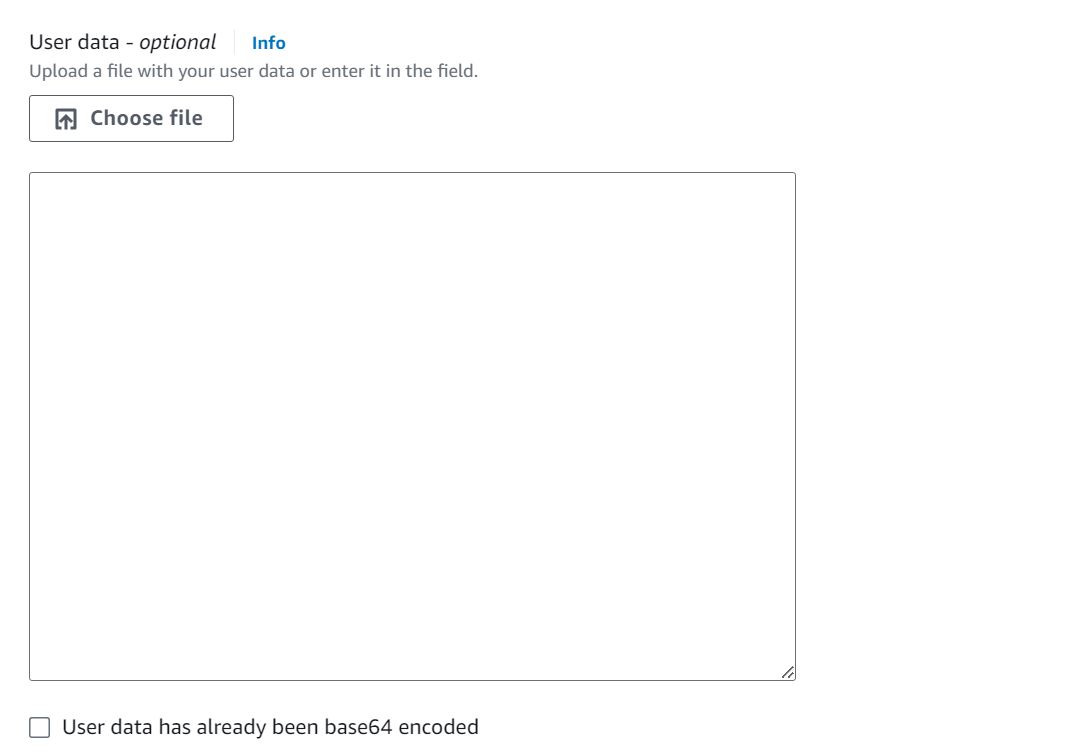 User data - optional Info
Upload a file with your user data or enter it in the field.
Choose file
User data has already been base64 encoded